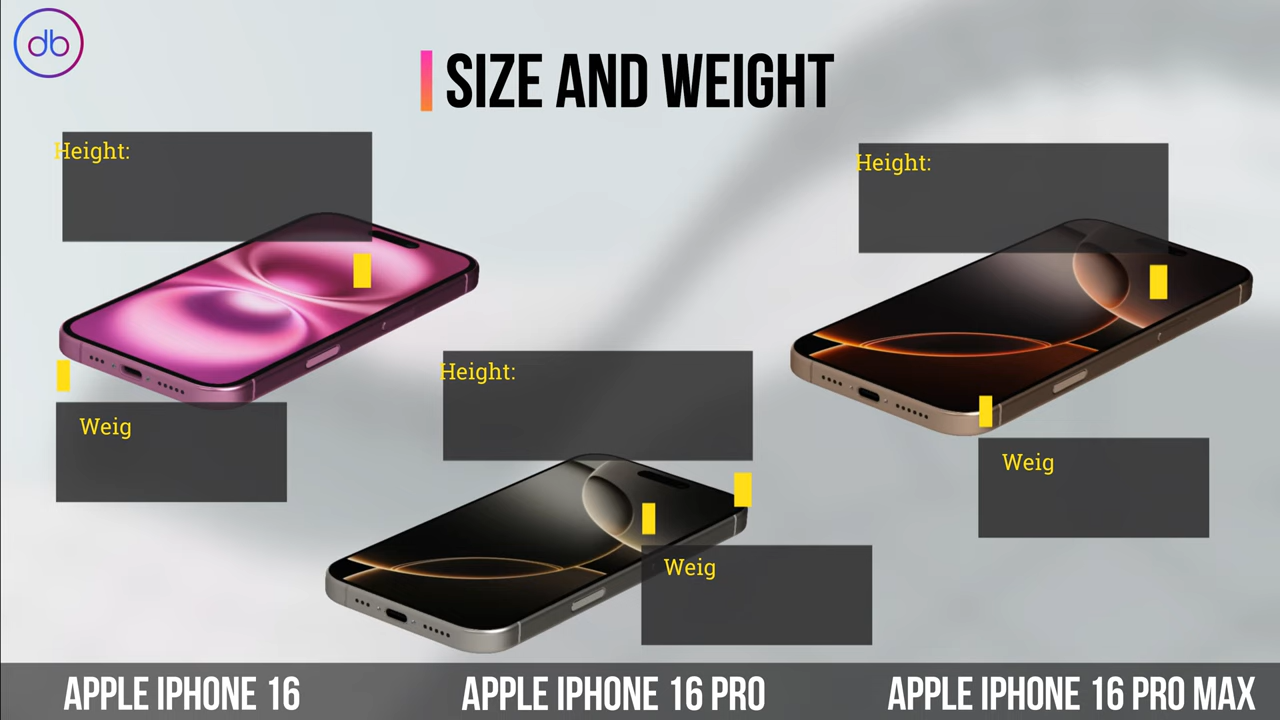 db
SIZE AND WEIGHT
Height:
Height:
Weig
Height:
Weig
Weig
APPLE IPHONE 16
APPLE IPHONE 16 PRO
APPLE IPHONE 16 PRO MAX